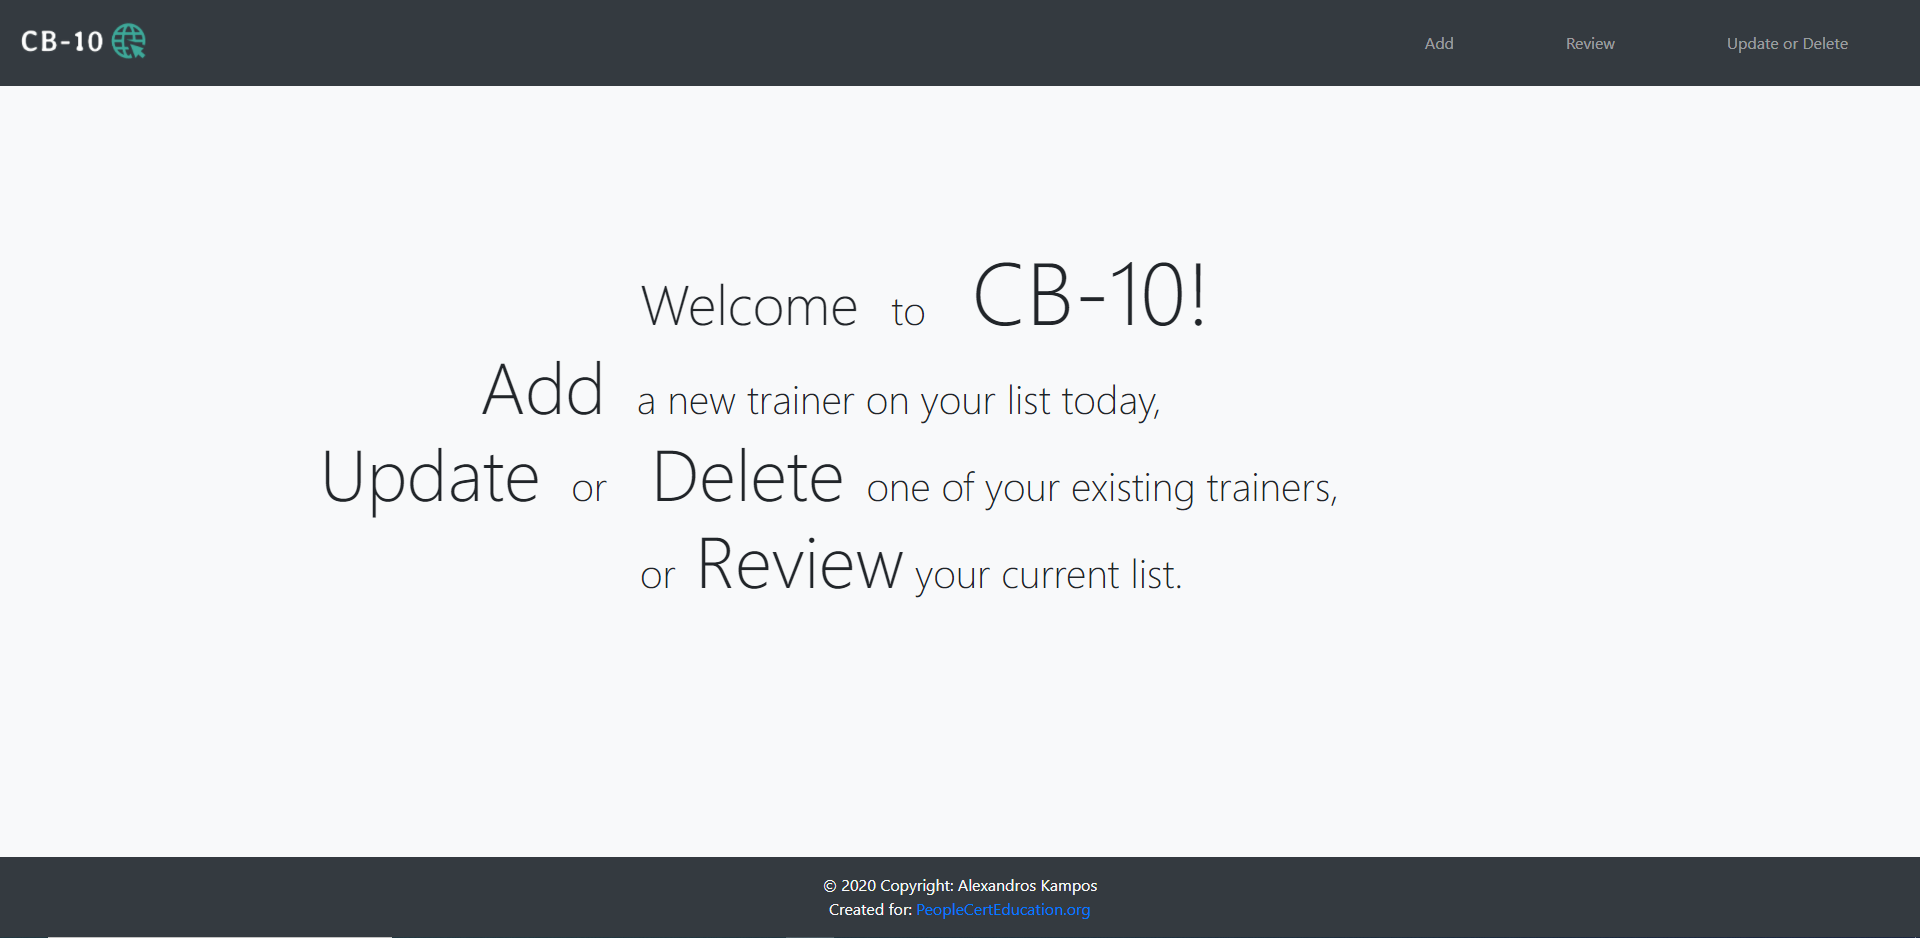 CB-10
Add Review Update or Delete
Welcome to CB-10!
Add a new trainer on your list today,
Update or Delete one of your existing trainers,
or Review your current list.
© 2020 Copyright: Alexandros Kampos
Created for: PeopleCertEducation.org